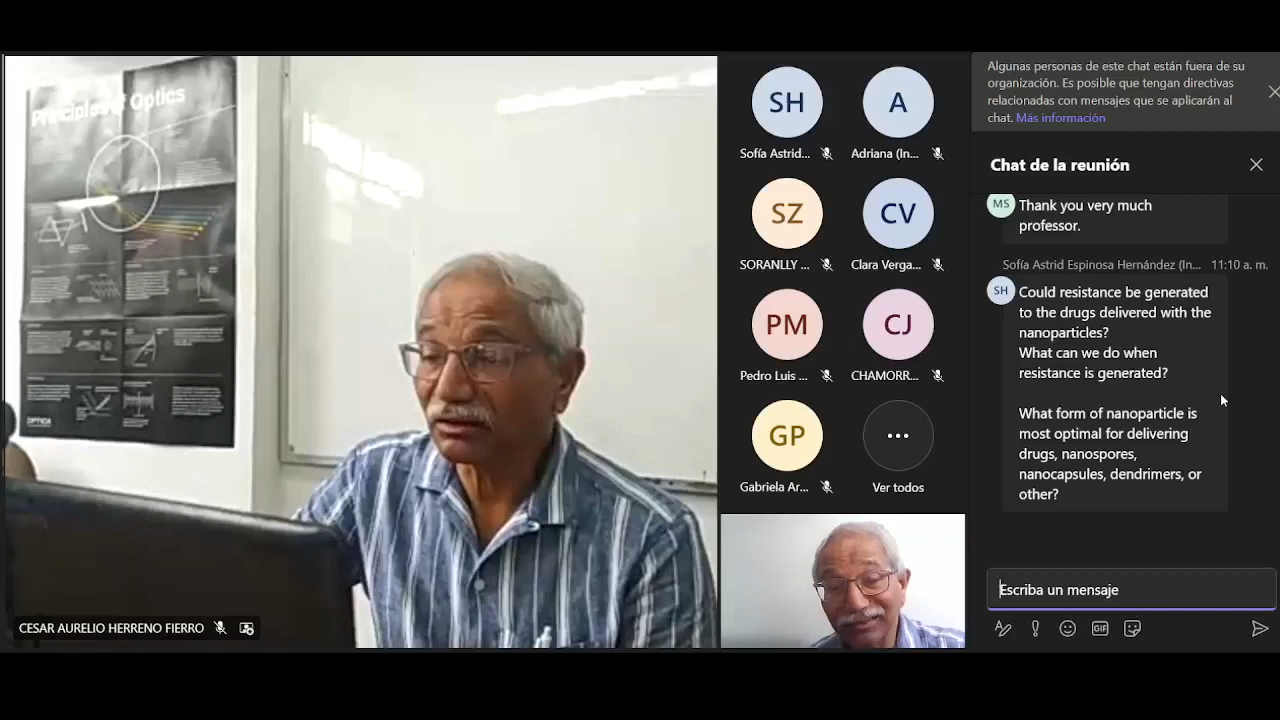 Principles of Optics
OPTICA
CESAR AURELIO HERRENO FIERRO
SH
Sofía Astrid...
A
Adriana (In...
SZ
SORANLLY ...
CV
Clara Verga...
PM
Pedro Luis ...
CJ
CHAMORR...
GP
Gabriela Ar...
Ver todos
Algunas personas de este chat están fuera de su
organización. Es posible que tengan directivas
relacionadas con mensajes que se aplicarán al
chat. Más información
Chat de la reunión
MS
Thank you very much
professor.
Sofía Astrid Espinosa Hernández (In... 11:10 a. m.
SH
Could resistance be generated
to the drugs delivered with the
nanoparticles?
What can we do when
resistance is generated?
What form of nanoparticle is
most optimal for delivering
drugs, nanospores,
nanocapsules, dendrimers, or
other?
Escriba un mensaje
GIF